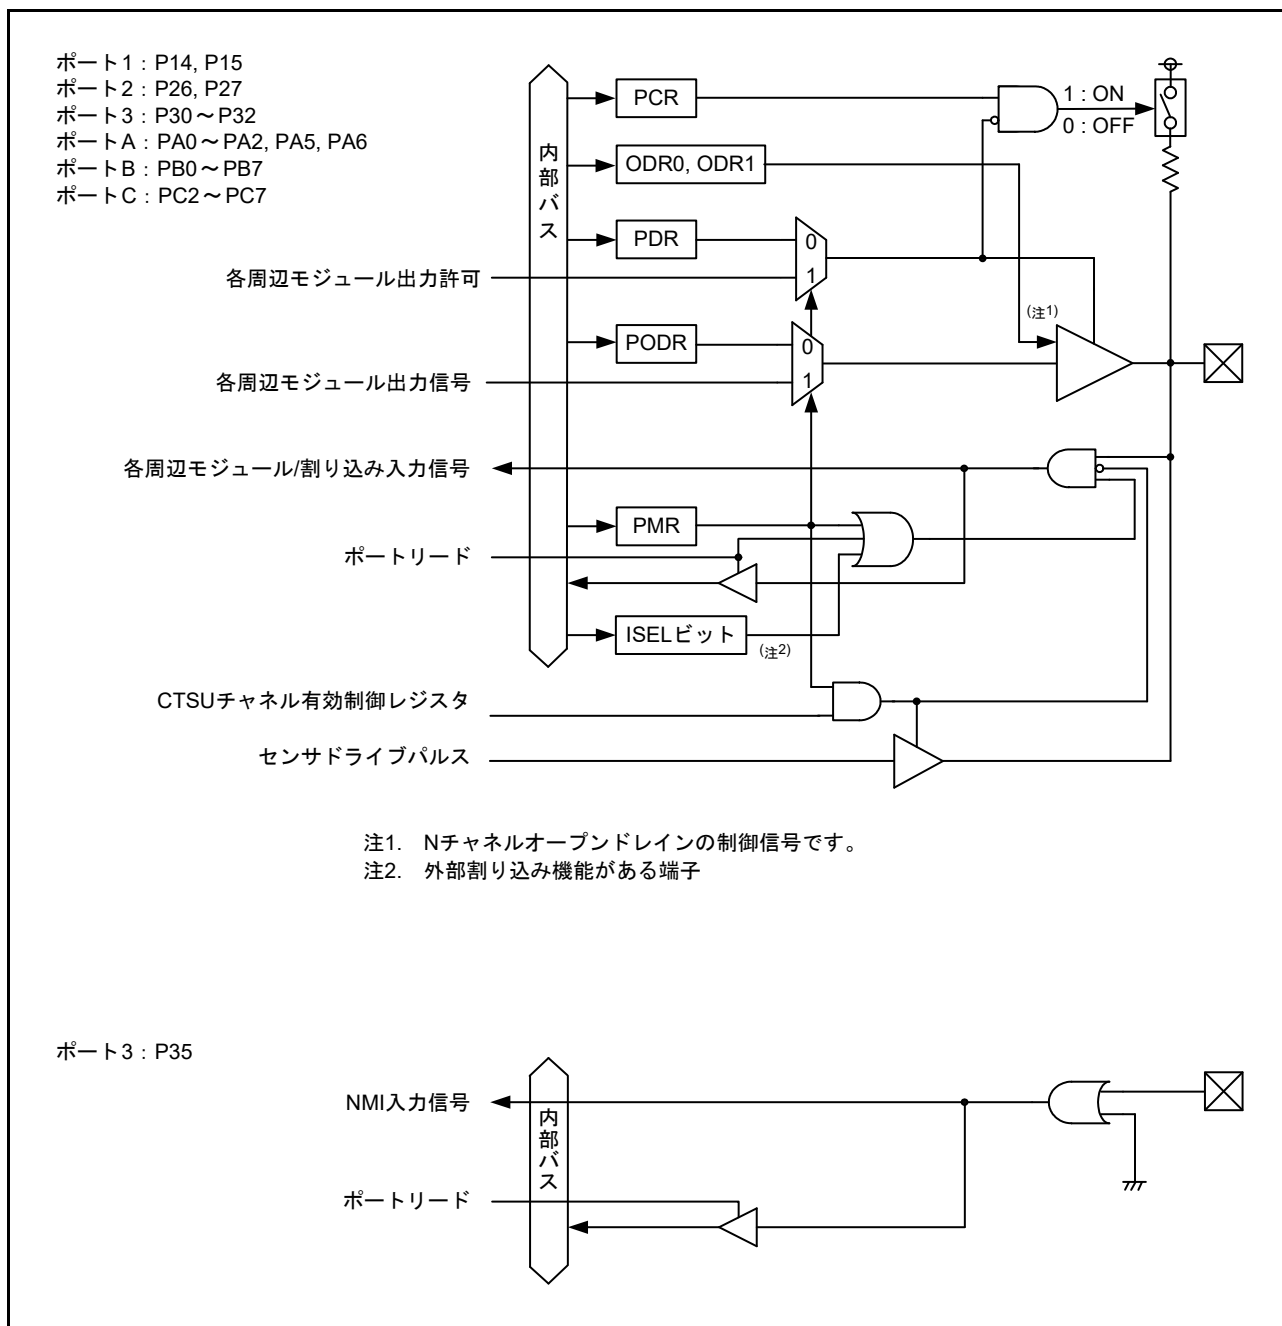 ポート1：P14, P15
ポート2：P26, P27
ポート3：P30～P32
ポートA：PA0～PA2, PA5, PA6
ポートB：PB0～PB7
ポートC：PC2～PC7
内部バス
PCR
1 : ON
0 : OFF
ODR0, ODR1
PDR
0
1
各周辺モジュール出力許可
(注1)
PODR
0
1
各周辺モジュール出力信号
各周辺モジュール/割り込み入力信号
PMR
ポートリード
ISELビット
(注2)
CTSUチャネル有効制御レジスタ
センサドライブパルス
注1. Nチャネルオープンドレインの制御信号です。
注2. 外部割り込み機能がある端子
ポート3：P35
NMI入力信号
内部バス
ポートリード